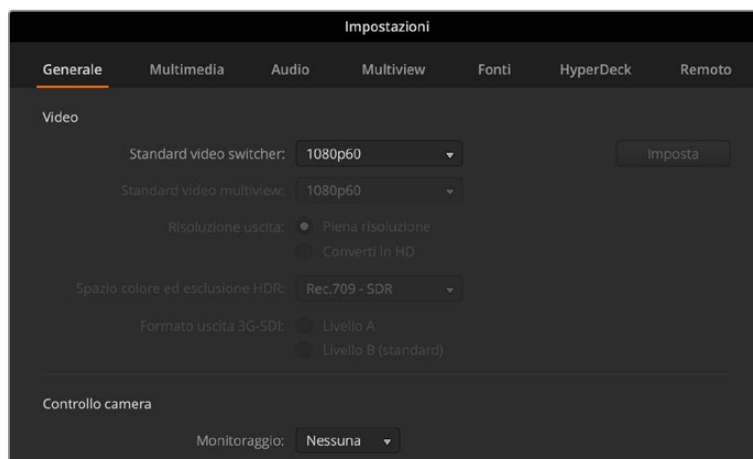 Impostazioni
Generale Multimedia Audio Multiview Fonti HyperDeck Remoto
Video
Standard video switcher: 1080p60 Imposta
Standard video multiview: 1080p60
Risoluzione uscita: Piena risoluzione
Converti in HD
Spazio colore ed esclusione HDR: Rec.709 - SDR
Formato uscita 3G-SDI: Livello A
Livello B (standard)
Controllo camera
Monitoraggio: Nessuna